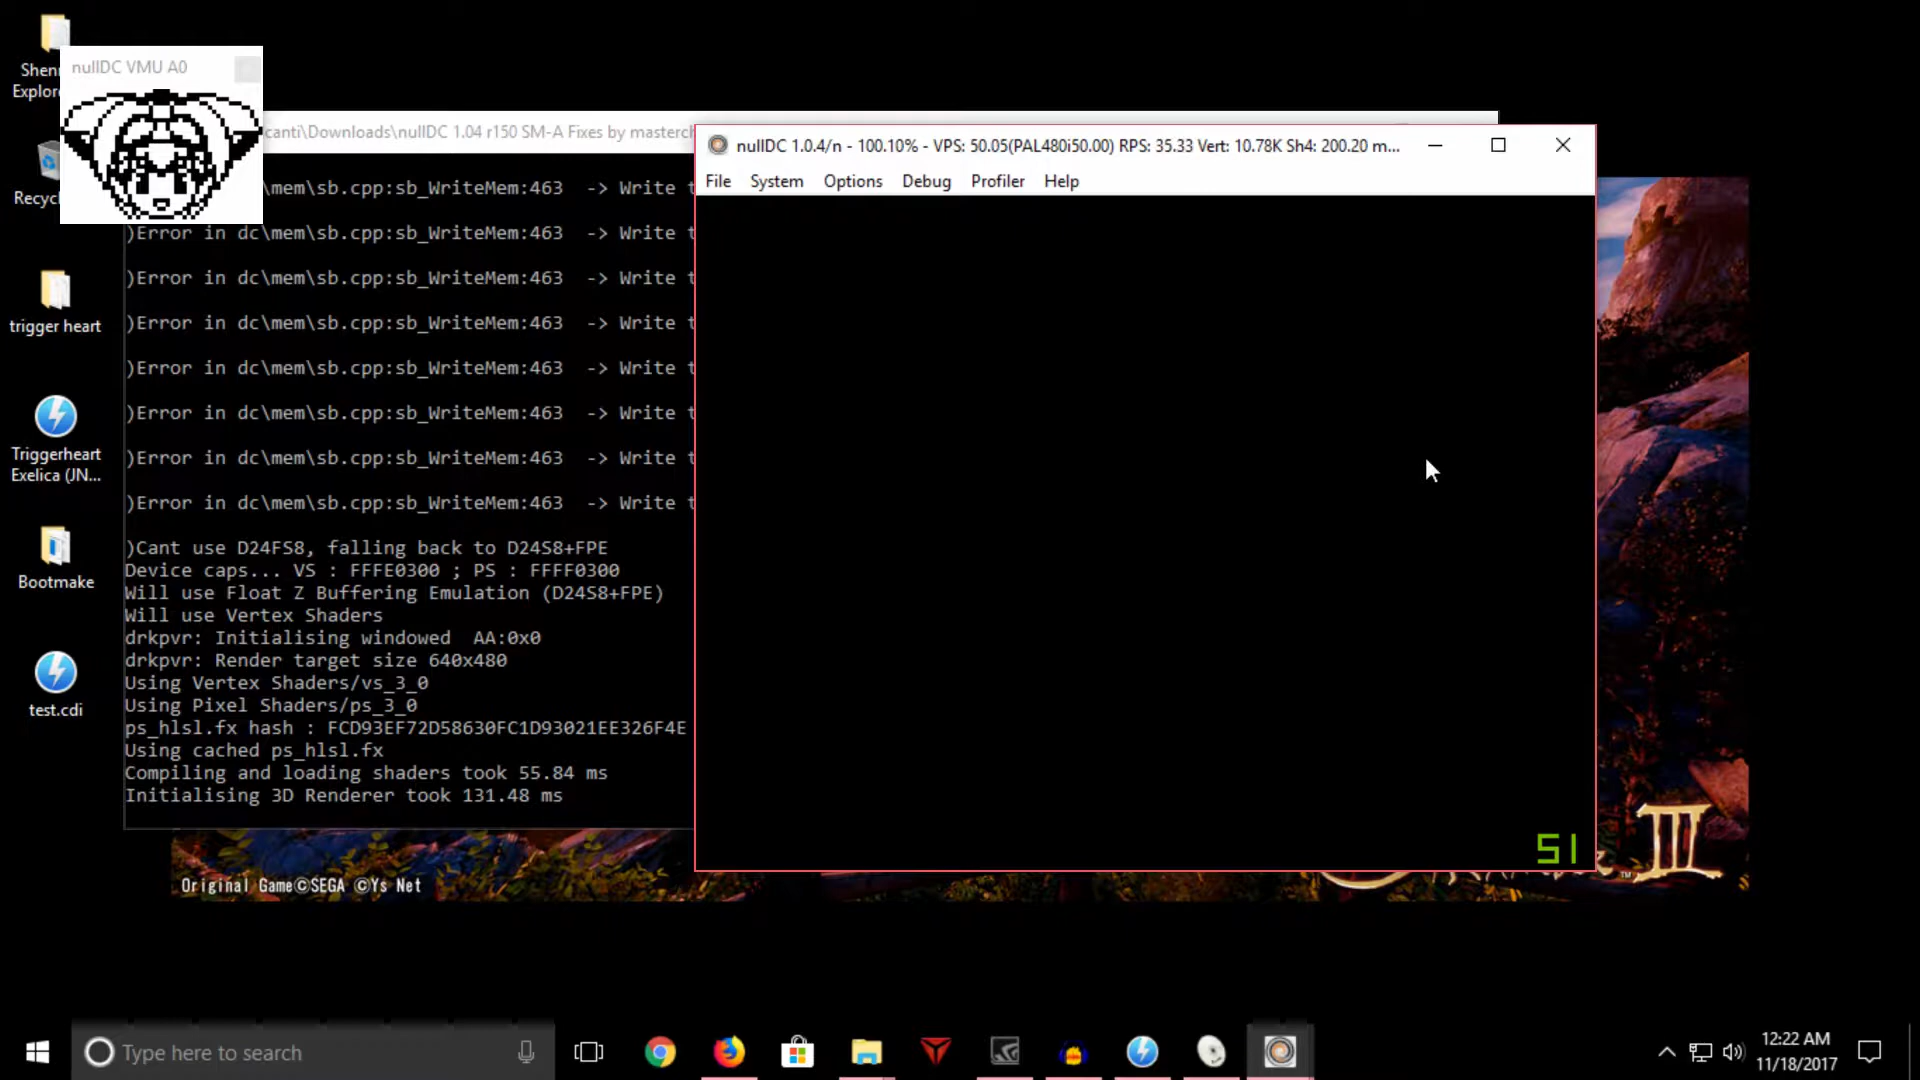 Shen
Explor
nullDC VMU A0
Recycl
trigger heart
Triggerheart
Exelica (JN...
Bootmake
test.cdi
canti\Downloads\nullDC 1.04 r150 SM-A Fixes by masterch
mem\sb.cpp:sb_WriteMem:463 -> Write t
)Error in dc\mem\sb.cpp:sb_WriteMem:463 -> Write t
)Error in dc\mem\sb.cpp:sb_WriteMem:463 -> Write t
)Error in dc\mem\sb.cpp:sb_WriteMem:463 -> Write t
)Error in dc\mem\sb.cpp:sb_WriteMem:463 -> Write t
)Error in dc\mem\sb.cpp:sb_WriteMem:463 -> Write t
)Error in dc\mem\sb.cpp:sb_WriteMem:463 -> Write t
)Error in dc\mem\sb.cpp:sb_WriteMem:463 -> Write t
)Cant use D24FS8, falling back to D24S8+FPE
Device caps... VS : FFFE0300 ; PS : FFFF0300
Will use Float Z Buffering Emulation (D24S8+FPE)
Will use Vertex Shaders
drkpvr: Initialising windowed AA:0x0
drkpvr: Render target size 640x480
Using Vertex Shaders/vs_3_0
Using Pixel Shaders/ps_3_0
ps_hlsl.fx hash : FCD93EF72D58630FC1D93021EE326F4E
Using cached ps_hlsl.fx
Compiling and loading shaders took 55.84 ms
Initialising 3D Renderer took 131.48 ms
nullDC 1.0.4/n - 100.10% - VPS: 50.05(PAL480i50.00) RPS: 35.33 Vert: 10.78K Sh4: 200.20 m...
File System Options Debug Profiler Help
51
III
Original Game©SEGA ©Ys Net
Type here to search
12:22 AM
11/18/2017